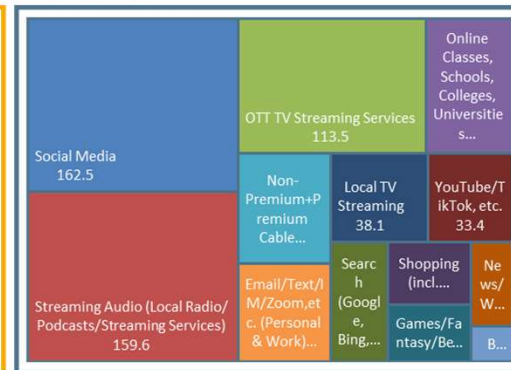 Social Media
162.5
Streaming Audio (Local Radio/
Podcasts/Streaming Services)
159.6
OTT TV Streaming Services
113.5
Online
Classes,
Schools,
Colleges,
Universitie
s...
Non-
Premium+P
remium
Cable...
Local TV
Streaming
38.1
YouTube/T
ikTok, etc.
33.4
Email/Text/I
M/Zoom,et
c. (Personal
& Work)...
Searc
h
(Googl
e,
Bing,...
Shopping
(incl....
Ne
ws/
W...
Games/Fa
ntasy/Be...
B...